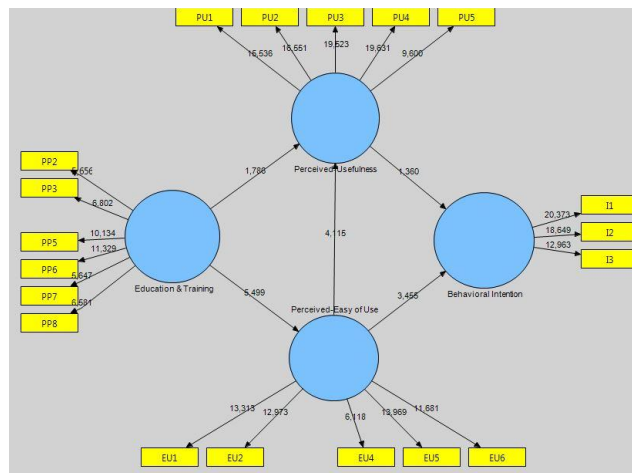 PU1
PU2
PU3
PU4
PU5
15,536
16,551
19,523
19,631
9,600
Perceived-Usefulness
PP2
PP3
PP5
PP6
PP7
PP8
6,802
10,134
11,329
5,647
6,581
Education & Training
1,360
4,115
5,499
3,455
I1
I2
I3
20,373
18,649
12,963
Behavioral Intention
Perceived-Easy of Use
13,313
12,973
6,118
13,969
11,681
EU1
EU2
EU4
EU5
EU6